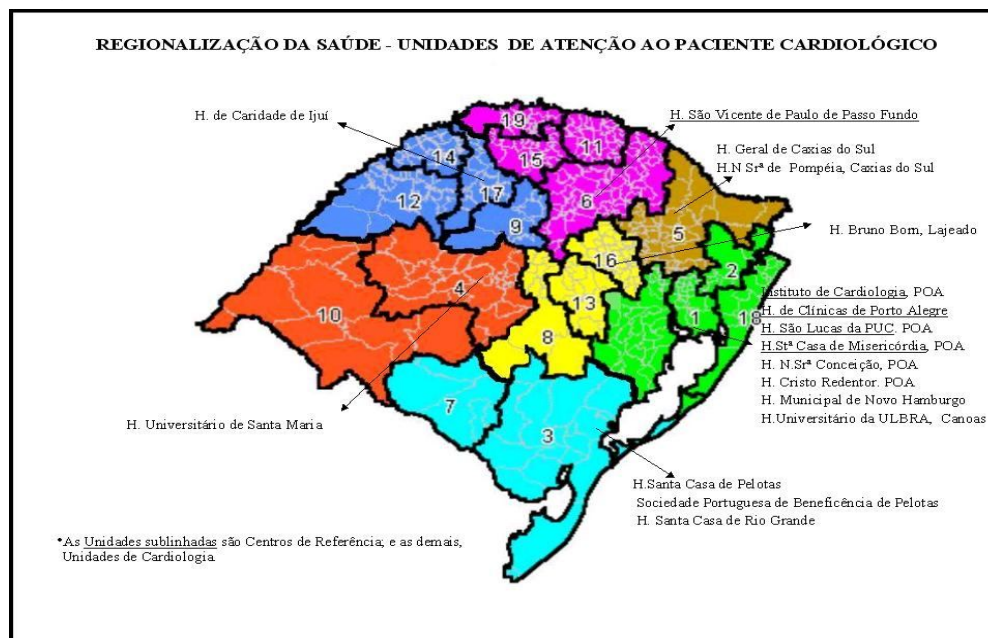 REGIONALIZAÇÃO DA SAÚDE - UNIDADES DE ATENÇÃO AO PACIENTE CARDIOLÓGICO
H. de Caridade de Ijuí
H. São Vicente de Paulo de Passo Fundo
H. Geral de Caxias do Sul
H.N Srª de Pompéia, Caxias do Sul
H. Bruno Born, Lajeado
Instituto de Cardiologia, POA
H. de Clínicas de Porto Alegre
H. São Lucas da PUC. POA
H.Stª Casa de Misericórdia, POA
H. N.Srª Conceição, POA
H. Cristo Redentor. POA
H. Municipal de Novo Hamburgo
H.Universitário da ULBRA, Canoas
H. Universitário de Santa Maria
H.Santa Casa de Pelotas
Sociedade Portuguesa de Beneficência de Pelotas
H. Santa Casa de Rio Grande
19
11
14
15
17
12
6
9
5
16
2
4
13
10
1
18
8
7
3
*As Unidades sublinhadas são Centros de Referência; e as demais,
Unidades de Cardiologia.